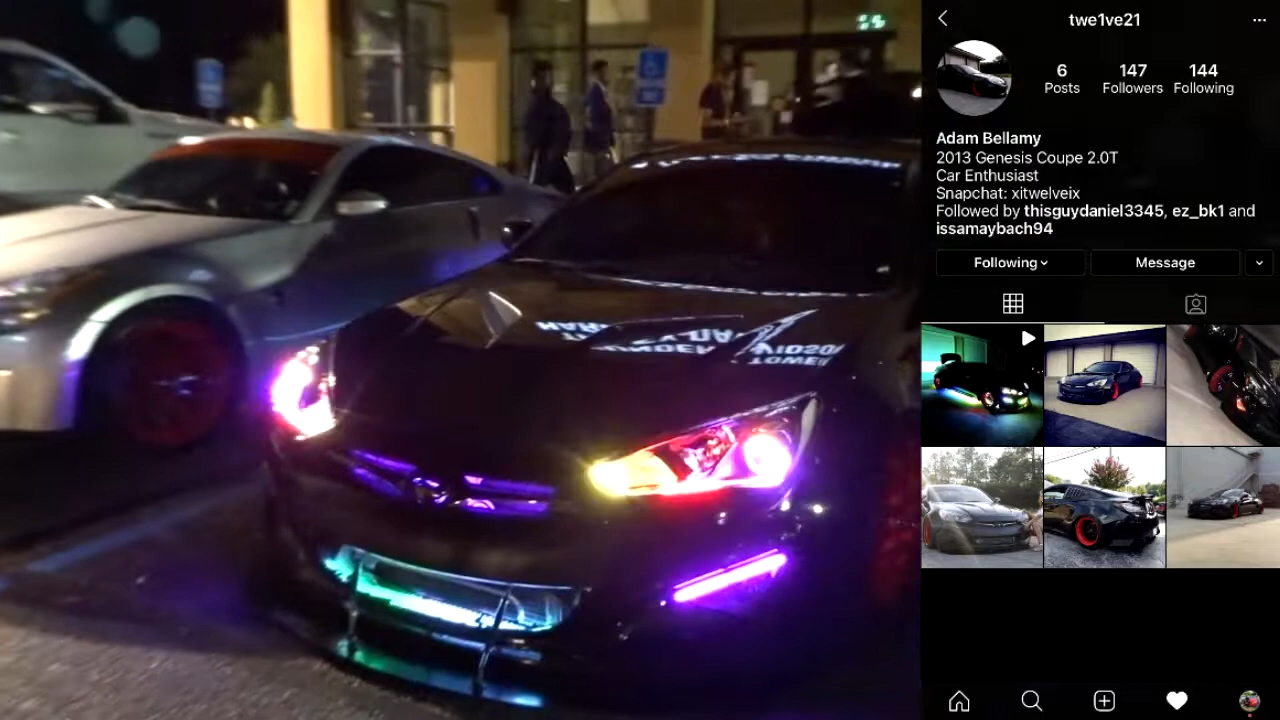 twe1ve21
6 147 144
Posts Followers Following
Adam Bellamy
2013 Genesis Coupe 2.0T
Car Enthusiast
Snapchat: xitwelveix
Followed by thisguydaniel3345, ez_bk1 and
issamaybach94
Following Message